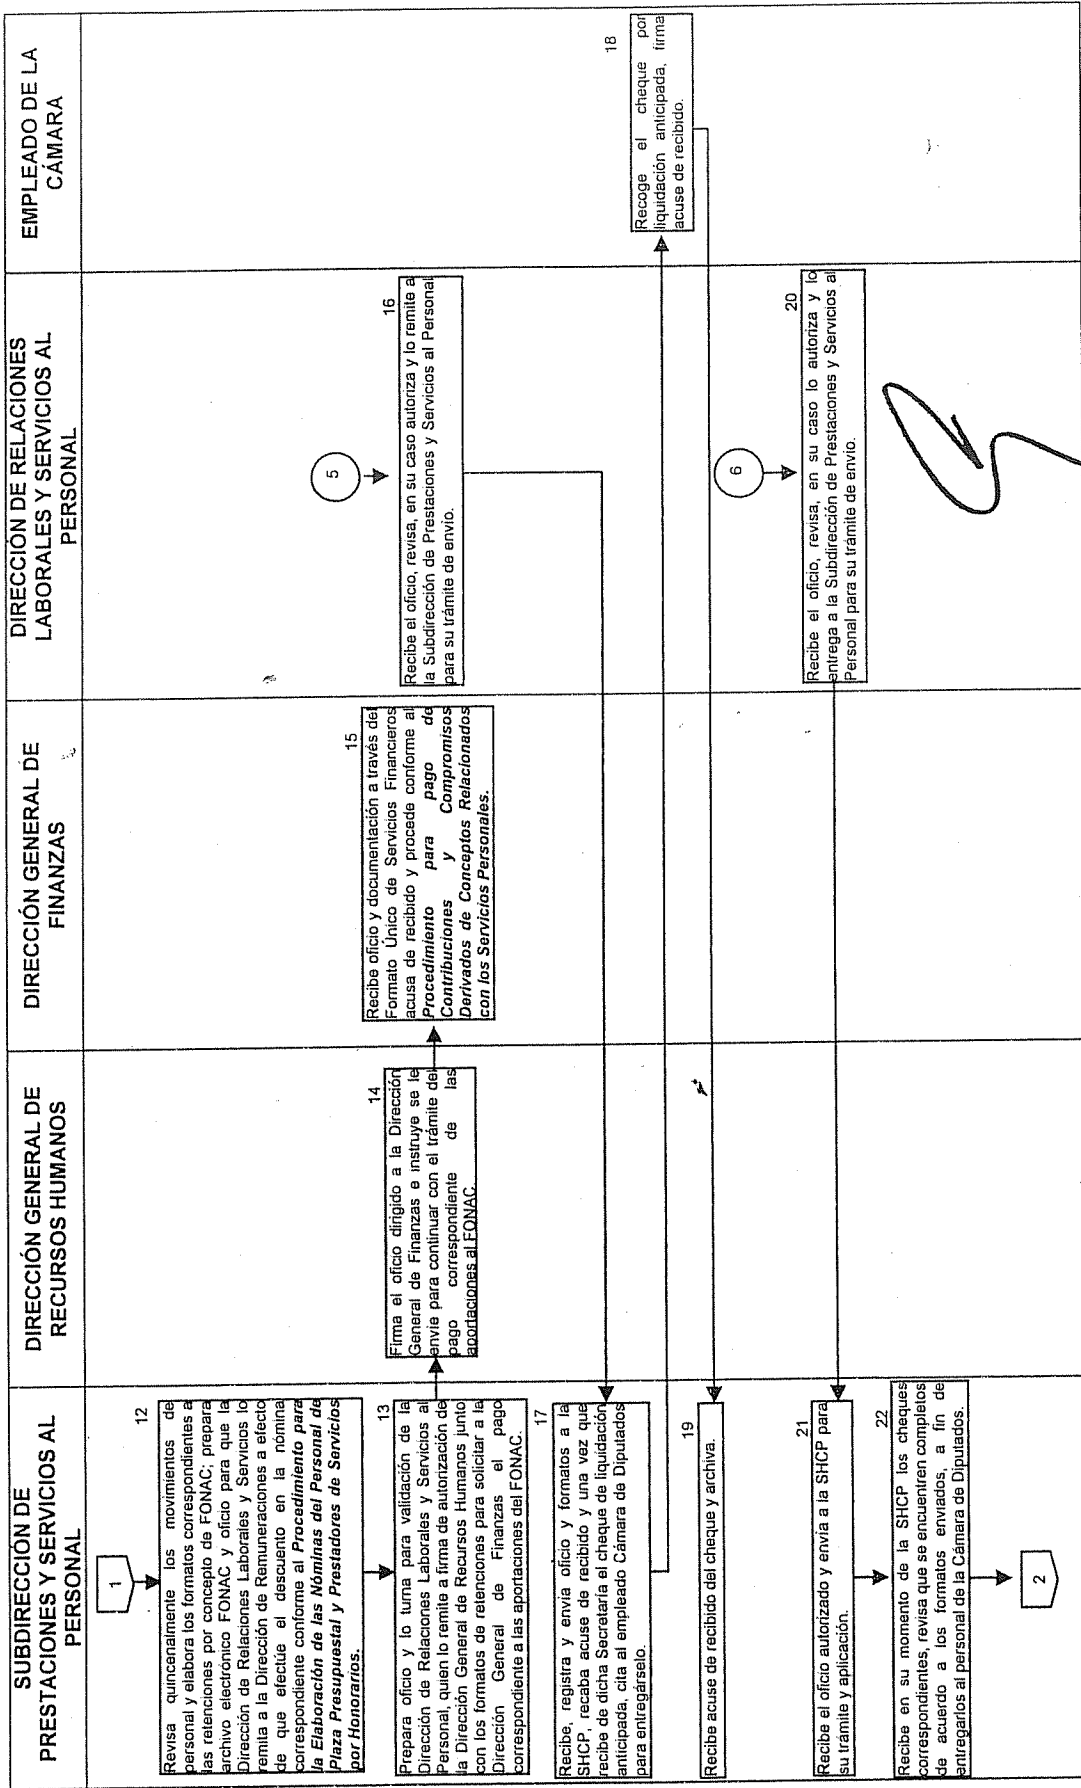 SUBDIRECCIÓN DE
PRESTACIONES Y SERVICIOS AL
PERSONAL
DIRECCIÓN GENERAL DE
RECURSOS HUMANOS
DIRECCIÓN GENERAL DE
FINANZAS
DIRECCIÓN DE RELACIONES
LABORALES Y SERVICIOS AL
PERSONAL
EMPLEADO DE LA
CÁMARA
1
12
Revisa quincenalmente los movimientos de
personal y elabora los formatos correspondientes a
las retenciones por concepto de FONAC; prepara
archivo electrónico FONAC y oficio para que la
Dirección de Relaciones Laborales y Servicios lo
remita a la Dirección de Remuneraciones a efecto
de que efectúe el descuento en la nómina
correspondiente conforme al Procedimiento para
la Elaboración de las Nóminas del Personal de
Plaza Presupuestal y Prestadores de Servicios
por Honorarios.
13
Prepara oficio y lo turna para validación de la
Dirección de Relaciones Laborales y Servicios al
Personal, quien lo remite a firma de autorización de
la Dirección General de Recursos Humanos junto
con los formatos de retenciones para solicitar a la
Dirección General de Finanzas el pago
correspondiente a las aportaciones del FONAC.
14
Firma el oficio dirigido a la Dirección
General de Finanzas e instruye se le
envíe para continuar con el trámite del
pago correspondiente de las
aportaciones al FONAC.
15
Recibe oficio y documentación a través del
Formato Único de Servicios Financieros
acusa de recibido y procede conforme al
Procedimiento para pago de
Contribuciones y Compromisos
Derivados de Conceptos Relacionados
con los Servicios Personales.
5
16
Recibe el oficio, revisa, en su caso autoriza y lo remite a
la Subdirección de Prestaciones y Servicios al Personal
para su trámite de envío.
17
Recibe, registra y envía oficio y formatos a la
SHCP, recaba acuse de recibido y una vez que
recibe de dicha Secretaría el cheque de liquidación
anticipada, cita al empleado Cámara de Diputados
para entregárselo.
18
Recoge el cheque por
liquidación anticipada, firma
acuse de recibido.
19
Recibe acuse de recibido del cheque y archiva.
6
20
Recibe el oficio, revisa, en su caso lo autoriza y lo
entrega a la Subdirección de Prestaciones y Servicios al
Personal para su trámite de envío.
21
Recibe el oficio autorizado y envía a la SHCP para
su trámite y aplicación.
22
Recibe en su momento de la SHCP los cheques
correspondientes, revisa que se encuentren completos
de acuerdo a los formatos enviados, a fin de
entregarlos al personal de la Cámara de Diputados.
2